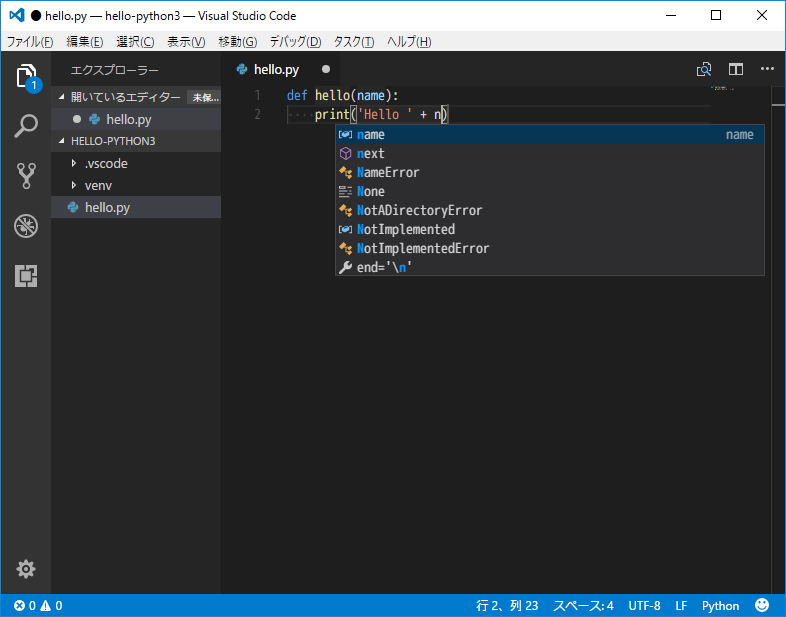 hello.py — hello-python3 — Visual Studio Code
ファイル(F) 編集(E) 選択(C) 表示(V) 移動(G) デバッグ(D) タスク(T) ヘルプ(H)
1
エクスプローラー
開いているエディター 未保...
hello.py
HELLO-PYTHON3
.vscode
venv
hello.py
hello.py
1 def hello(name):
2 print('Hello ' + n)
name name
next
NameError
None
NotADirectoryError
NotImplemented
NotImplementedError
end='\n'
0 0 行 2、列 23 スペース: 4 UTF-8 LF Python